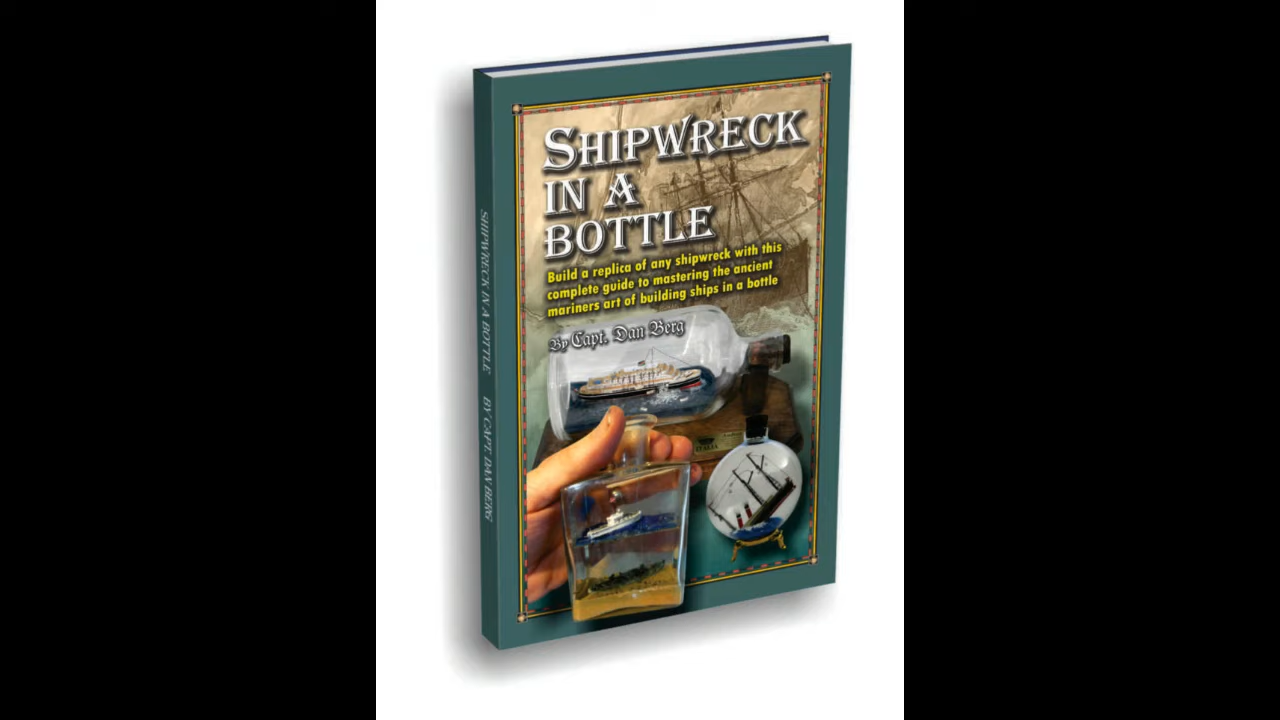 SHIPWRECK
IN A
BOTTLE
Build a replica of any shipwreck with this
complete guide to mastering the ancient
mariners art of building ships in a bottle
By Capt. Dan Berg
SHIPWRECK IN A BOTTLE BY CAPT. DAN BERG